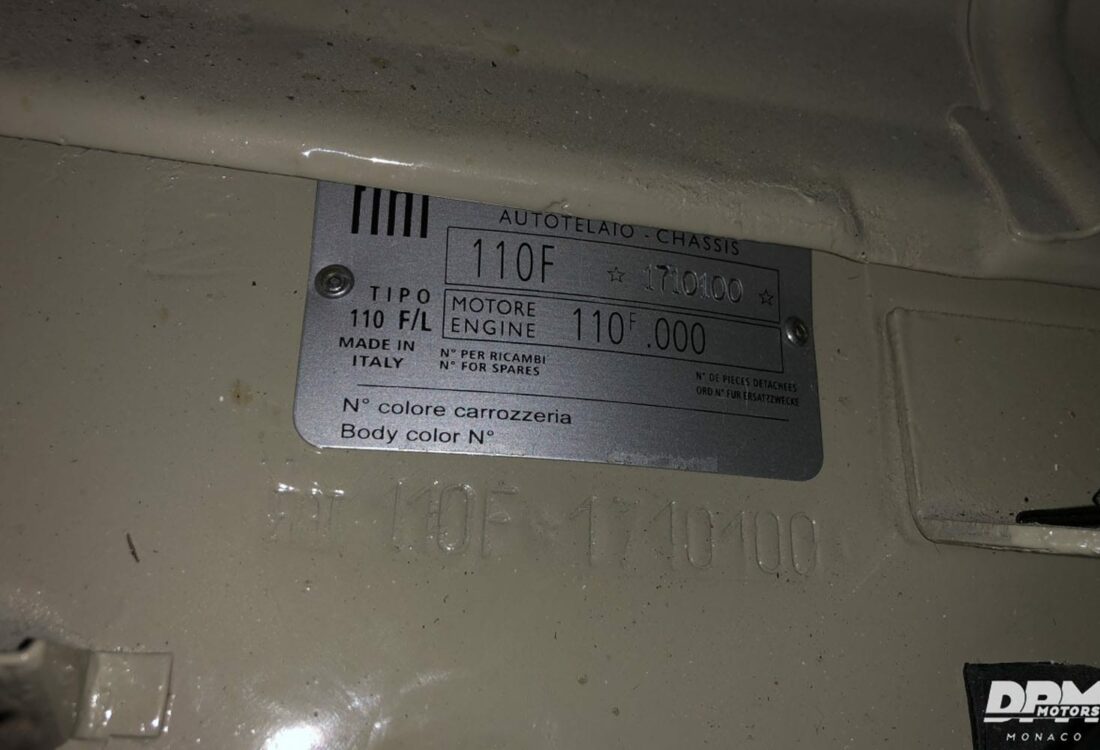 AUTOTELAIO - CHASSIS
110F ☆ 1710100 ☆
TIPO
110 F/L
MADE IN
ITALY
MOTORE
ENGINE
110F .000
N° PER RICAMBI
N° FOR SPARES
N° DE PIECES DETACHEES
ORD N° FUR ERSATZZWECKE
N° colore carrozzeria
Body color N°
110F 1710100
DPM
MOTORS
MONACO